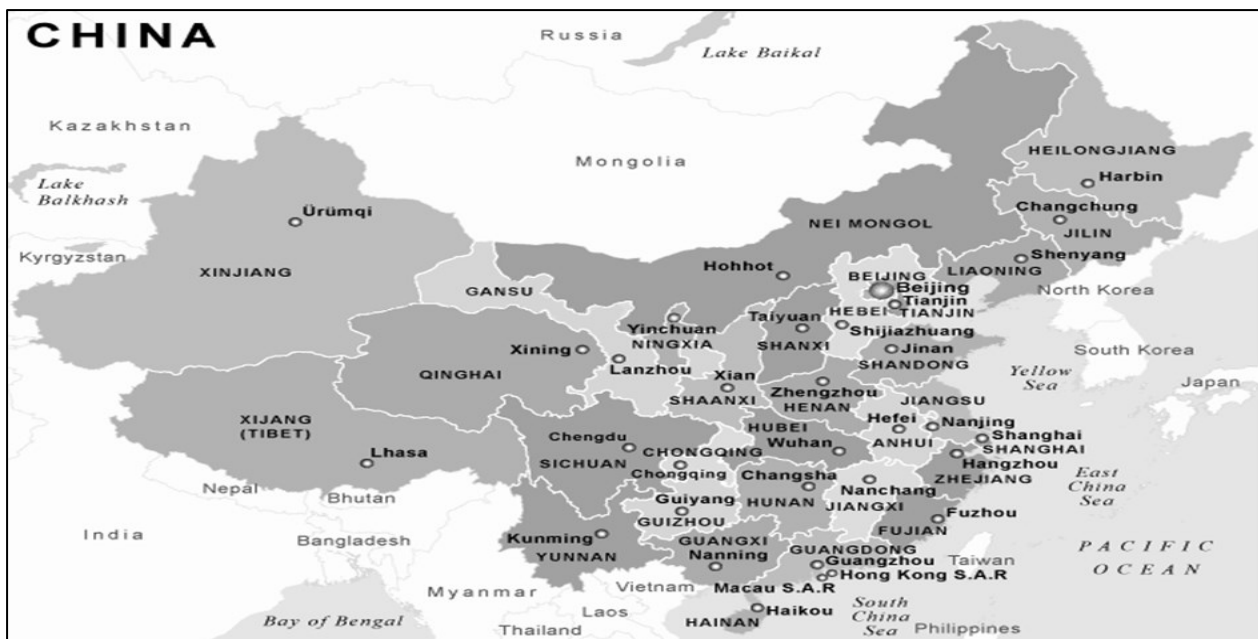 CHINA
Russia
Lake Baikal
Kazakhstan
Mongolia
HEILONGJIANG
Harbin
Lake
Balkhash
Ürümqi
Changchung
JILIN
NEI MONGOL
Kyrgyzstan
XINJIANG
Shenyang
LIAONING
Hohhot
BEIJING
Beijing
Tianjin
TIANJIN
North Korea
GANSU
HEBEI
Taiyuan
Shijiazhuang
SHANXI
Yinchuan
NINGXIA
Xining
Lanzhou
Jinan
SHANDONG
South Korea
QINGHAI
Xian
SHAANXI
Yellow
Sea
Japan
Zhengzhou
HENAN
JIANGSU
XIJANG
(TIBET)
HUBEI
Hefei
Nanjing
Chengdu
Wuhan
ANHUI
Shanghai
SHANGHAI
Lhasa
CHONGQING
SICHUAN
Hangzhou
Chongqing
Changsha
ZHEJIANG
East
China
Sea
Nepal
Bhutan
Guiyang
HUNAN
Nanchang
JIANGXI
GUIZHOU
Fuzhou
India
Kunming
FUJIAN
Bangladesh
YUNNAN
GUANGXI
Nanning
GUANGDONG
Guangzhou
Taiwan
PACIFIC
OCEAN
Hong Kong S.A.R
Macau S.A.R
Myanmar
Vietnam
Laos
Haikou
South
China
Sea
HAINAN
Bay of Bengal
Thailand
Philippines